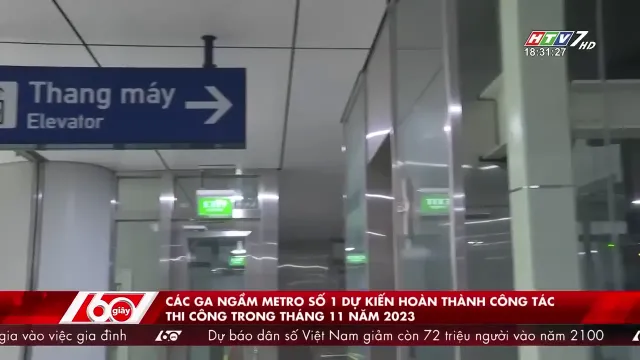 HTV7 HD
18:31:27
Thang máy
Elevator
EXIT
60 giây
CÁC GA NGẦM METRO SỐ 1 DỰ KIẾN HOÀN THÀNH CÔNG TÁC
THI CÔNG TRONG THÁNG 11 NĂM 2023
gia vào việc gia đình Dự báo dân số Việt Nam giảm còn 72 triệu người vào năm 2100